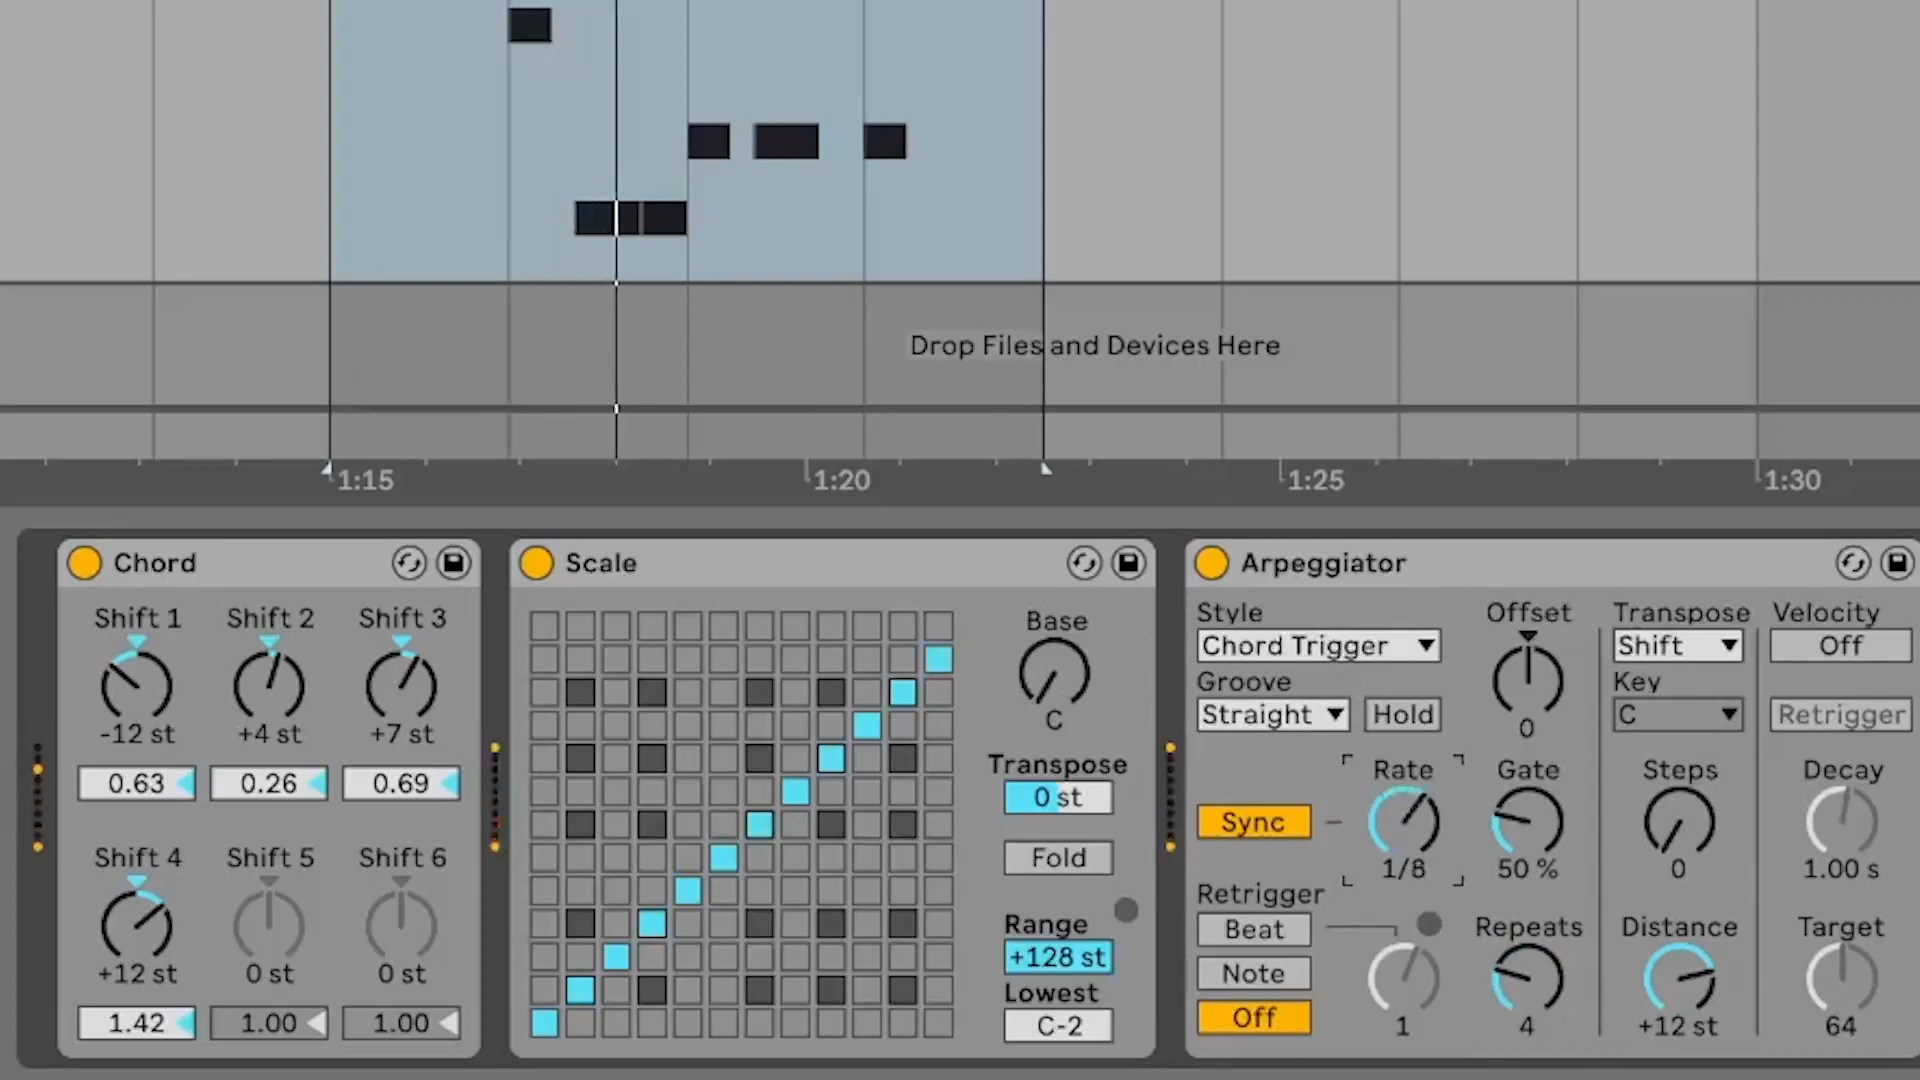 Drop Files and Devices Here
1:15 1:20 1:25 1:30
Chord
Shift 1 Shift 2 Shift 3
-12 st +4 st +7 st
0.63 0.26 0.69
Shift 4 Shift 5 Shift 6
+12 st 0 st 0 st
1.42 1.00 1.00
Scale
Base
C
Transpose
0 st
Fold
Range
+128 st
Lowest
C-2
Arpeggiator
Style
Chord Trigger
Groove
Straight Hold
Sync
Rate
1/8
Retrigger
Beat
Note
Off
1
Offset
0
Gate
50 %
Repeats
4
Transpose
Shift
Key
C
Steps
0
Distance
+12 st
Velocity
Off
Retrigger
Decay
1.00 s
Target
64